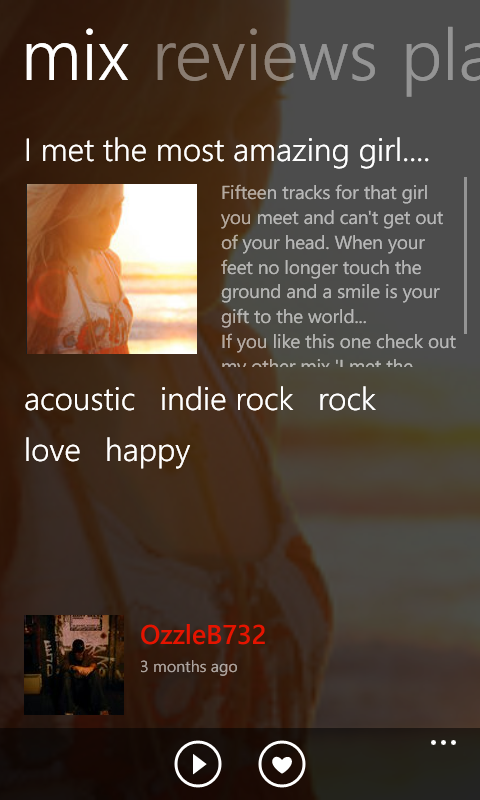 mix reviews pla
I met the most amazing girl....
Fifteen tracks for that girl
you meet and can't get out
of your head. When your
feet no longer touch the
ground and a smile is your
gift to the world...
If you like this one check out
my other mix 'I met the
acoustic indie rock rock
love happy
OzzleB732
3 months ago